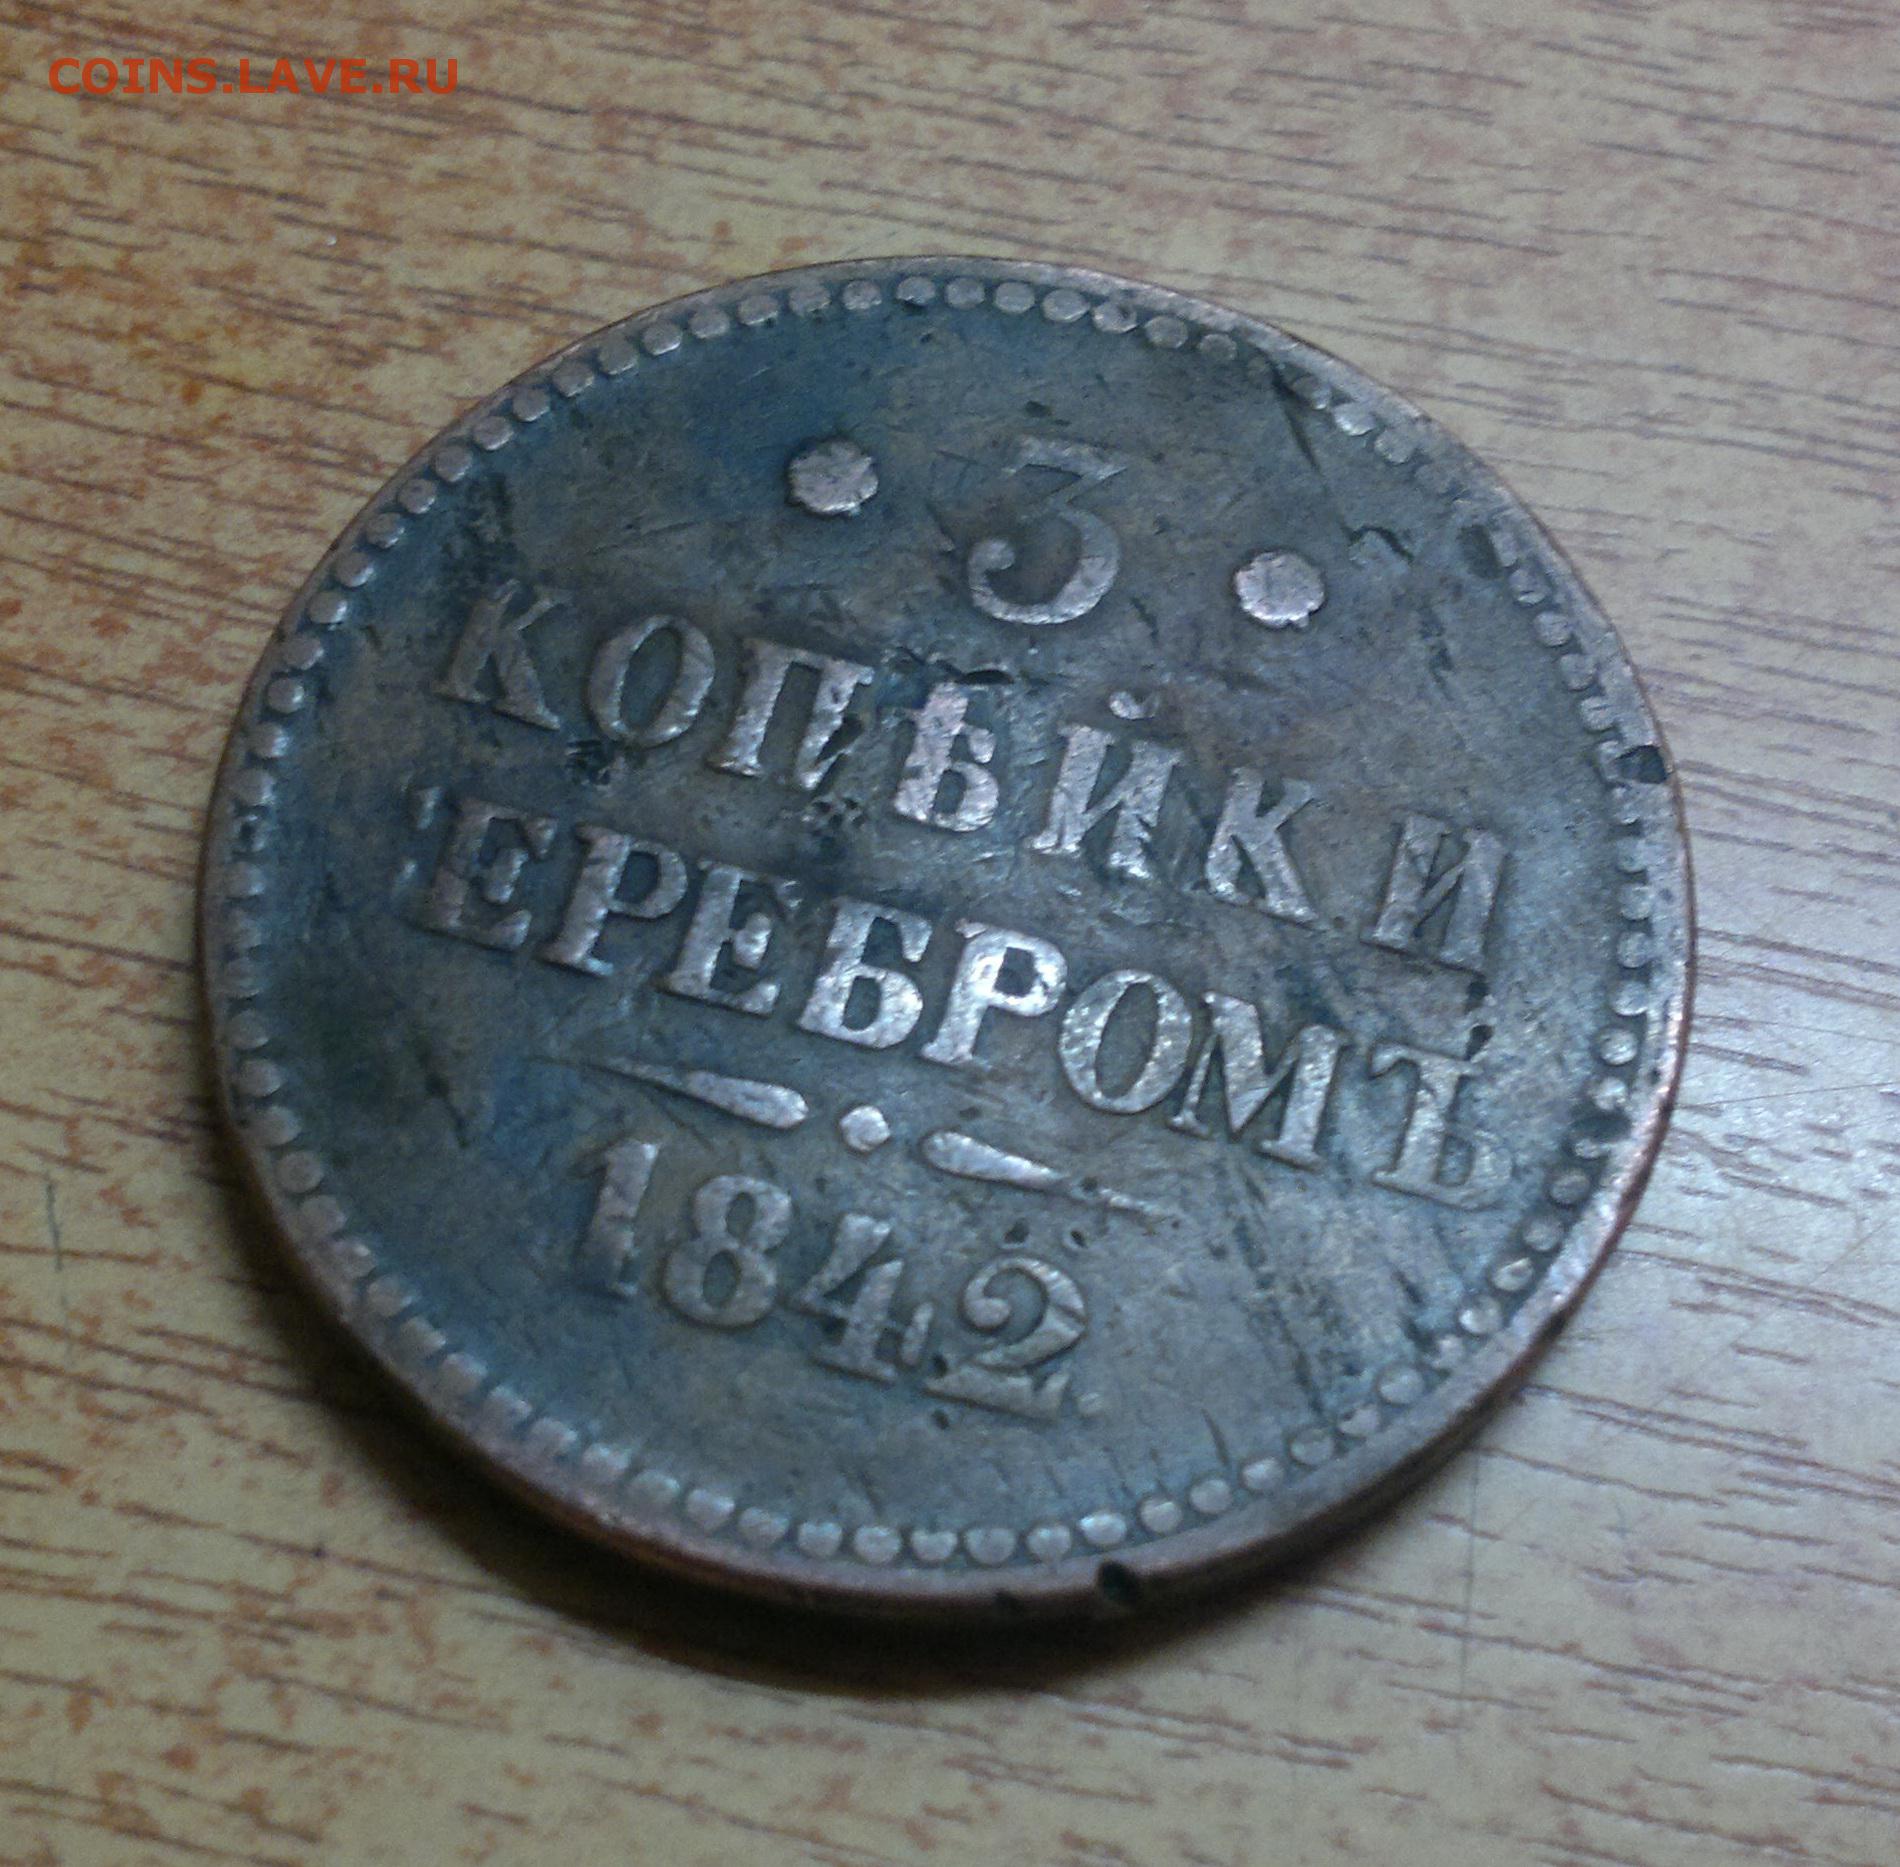 COINS.LAVE.RU
3
КОПѢЙКИ
ЕРЕБРОМЪ
1842